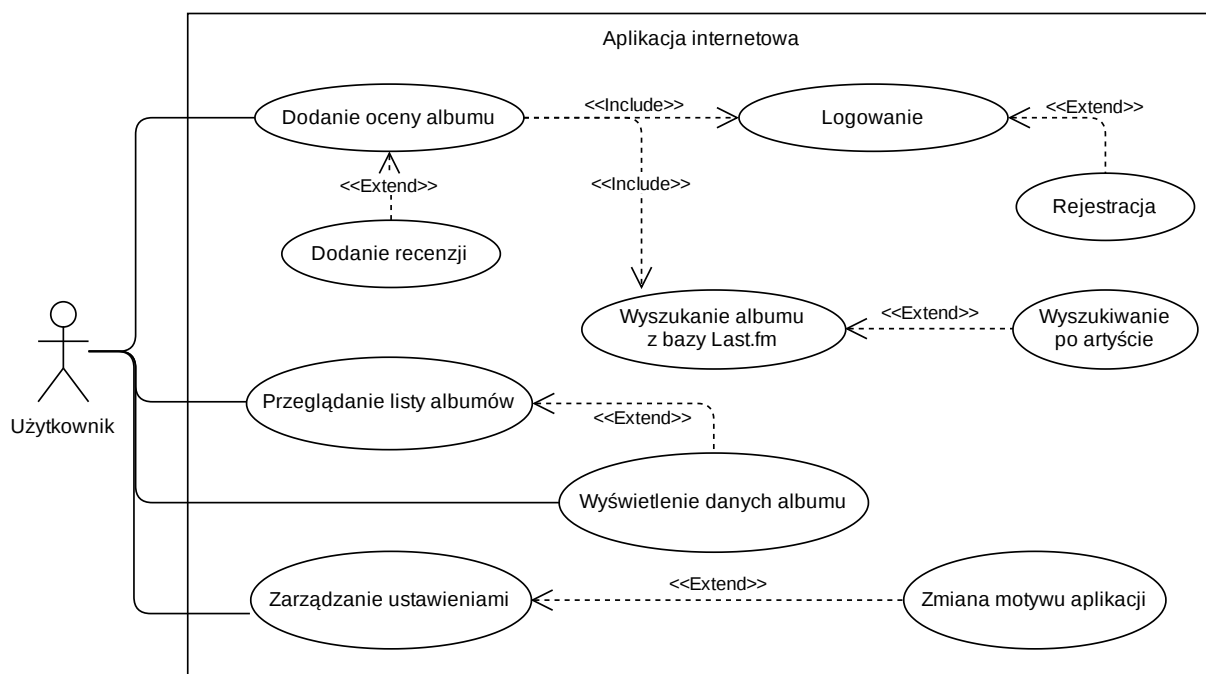 Aplikacja internetowa
Dodanie oceny albumu
<<Include>>
Logowanie
<<Extend>>
<<Extend>>
<<Include>>
Rejestracja
Dodanie recenzji
Wyszukanie albumu
z bazy Last.fm
<<Extend>>
Wyszukiwanie
po artyście
Użytkownik
Przeglądanie listy albumów
<<Extend>>
Wyświetlenie danych albumu
Zarządzanie ustawieniami
<<Extend>>
Zmiana motywu aplikacji